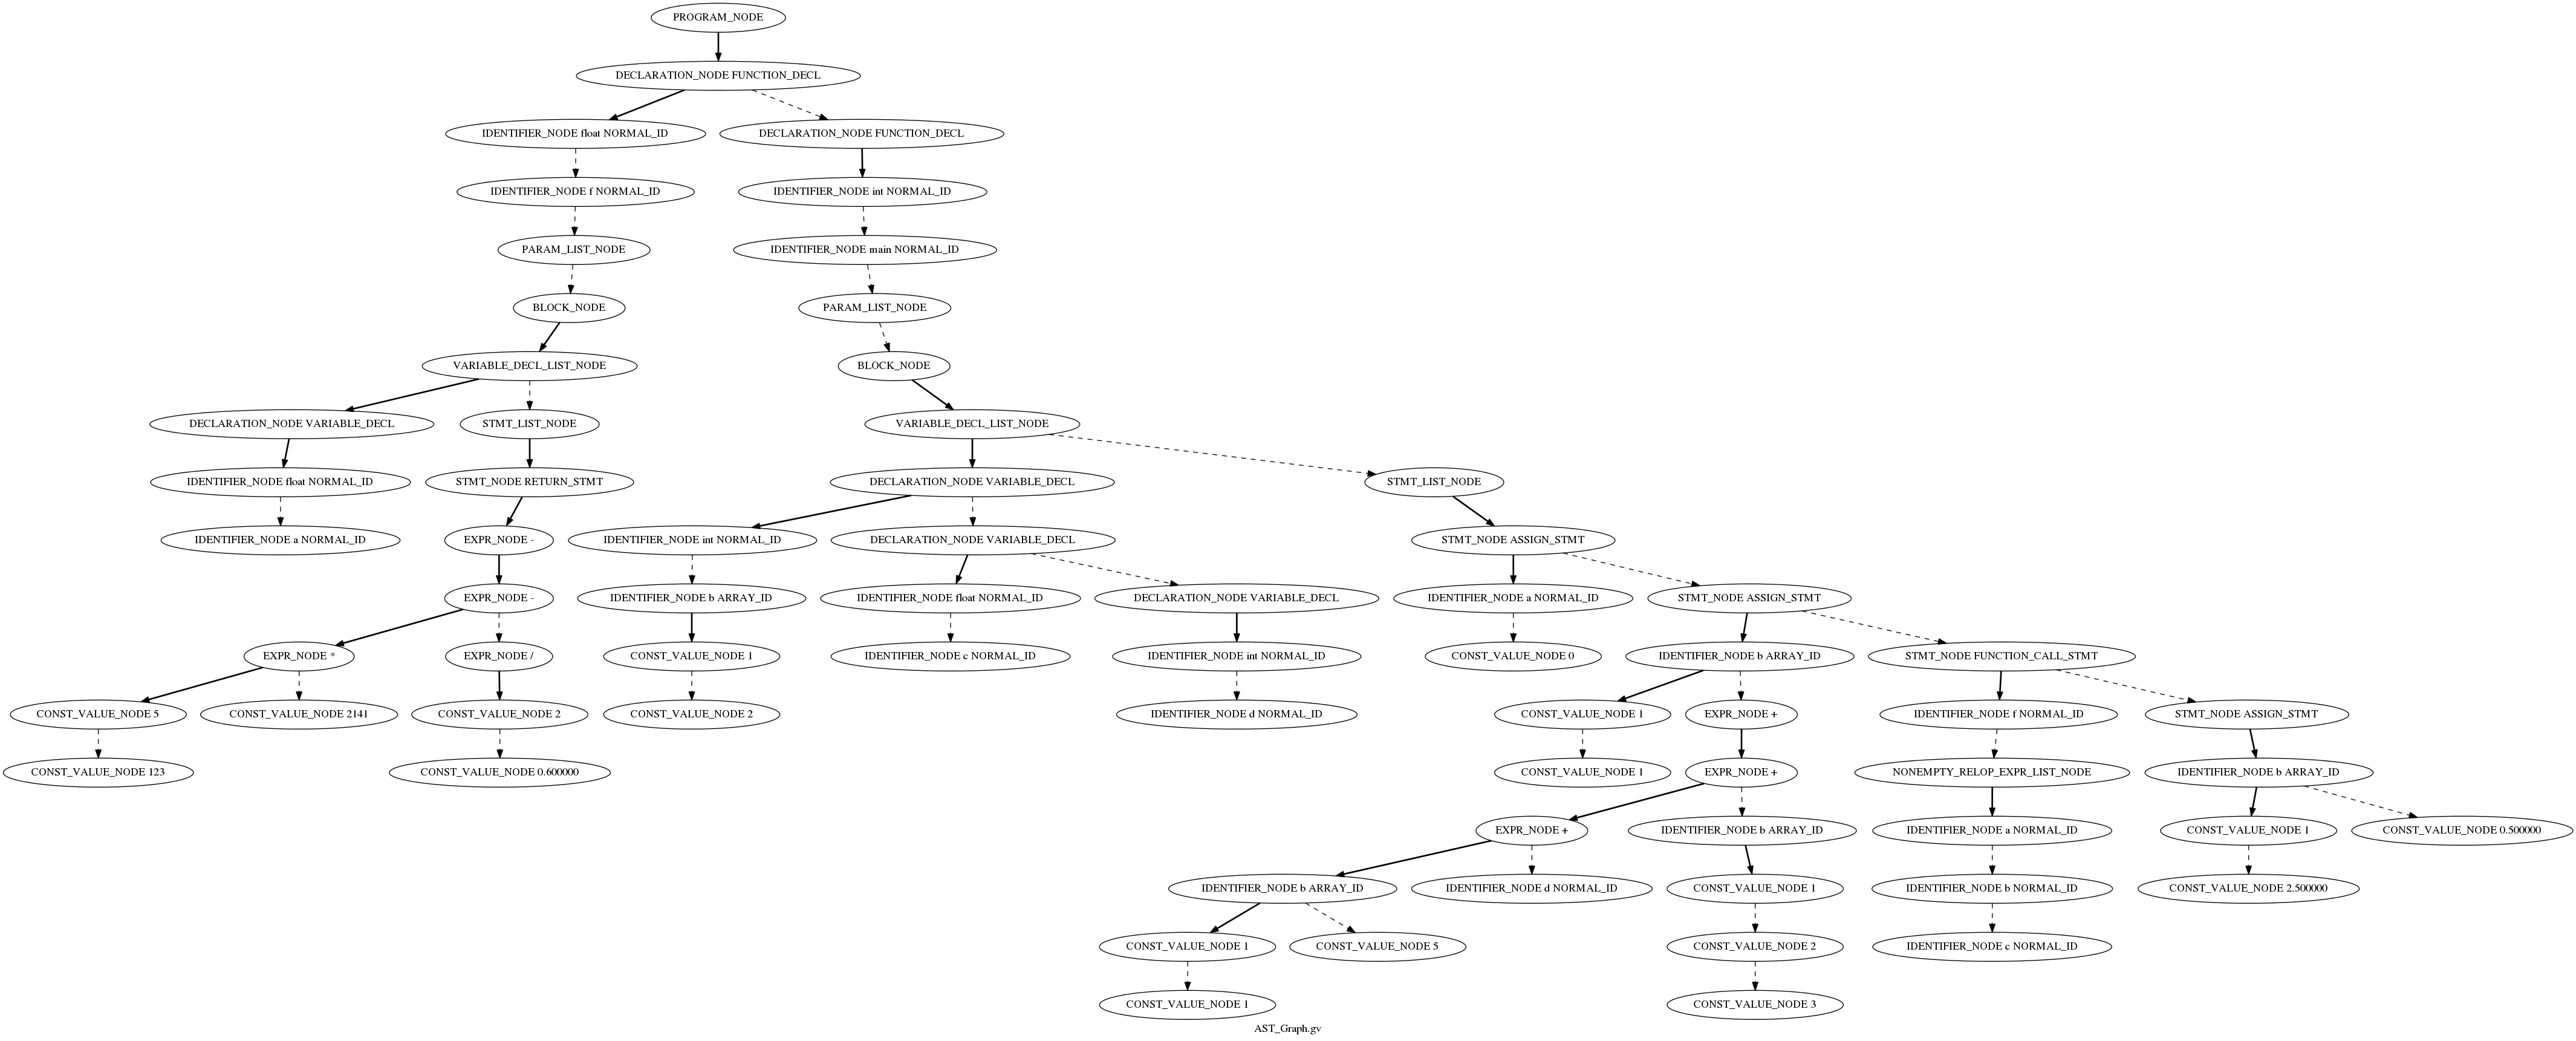 PROGRAM_NODE
DECLARATION_NODE FUNCTION_DECL
IDENTIFIER_NODE float NORMAL_ID
DECLARATION_NODE FUNCTION_DECL
IDENTIFIER_NODE f NORMAL_ID
IDENTIFIER_NODE int NORMAL_ID
PARAM_LIST_NODE
IDENTIFIER_NODE main NORMAL_ID
BLOCK_NODE
PARAM_LIST_NODE
VARIABLE_DECL_LIST_NODE
BLOCK_NODE
DECLARATION_NODE VARIABLE_DECL
STMT_LIST_NODE
VARIABLE_DECL_LIST_NODE
IDENTIFIER_NODE float NORMAL_ID
STMT_NODE RETURN_STMT
DECLARATION_NODE VARIABLE_DECL
STMT_LIST_NODE
IDENTIFIER_NODE a NORMAL_ID
EXPR_NODE -
IDENTIFIER_NODE int NORMAL_ID
DECLARATION_NODE VARIABLE_DECL
STMT_NODE ASSIGN_STMT
EXPR_NODE -
IDENTIFIER_NODE b ARRAY_ID
IDENTIFIER_NODE float NORMAL_ID
DECLARATION_NODE VARIABLE_DECL
IDENTIFIER_NODE a NORMAL_ID
STMT_NODE ASSIGN_STMT
EXPR_NODE *
EXPR_NODE /
CONST_VALUE_NODE 1
IDENTIFIER_NODE c NORMAL_ID
IDENTIFIER_NODE int NORMAL_ID
CONST_VALUE_NODE 0
IDENTIFIER_NODE b ARRAY_ID
STMT_NODE FUNCTION_CALL_STMT
CONST_VALUE_NODE 5
CONST_VALUE_NODE 2141
CONST_VALUE_NODE 2
CONST_VALUE_NODE 2
IDENTIFIER_NODE d NORMAL_ID
CONST_VALUE_NODE 1
EXPR_NODE +
IDENTIFIER_NODE f NORMAL_ID
STMT_NODE ASSIGN_STMT
CONST_VALUE_NODE 123
CONST_VALUE_NODE 0.600000
CONST_VALUE_NODE 1
EXPR_NODE +
NONEMPTY_RELOP_EXPR_LIST_NODE
IDENTIFIER_NODE b ARRAY_ID
EXPR_NODE +
IDENTIFIER_NODE b ARRAY_ID
IDENTIFIER_NODE a NORMAL_ID
CONST_VALUE_NODE 1
CONST_VALUE_NODE 0.500000
IDENTIFIER_NODE b ARRAY_ID
IDENTIFIER_NODE d NORMAL_ID
CONST_VALUE_NODE 1
IDENTIFIER_NODE b NORMAL_ID
CONST_VALUE_NODE 2.500000
CONST_VALUE_NODE 1
CONST_VALUE_NODE 5
CONST_VALUE_NODE 2
IDENTIFIER_NODE c NORMAL_ID
CONST_VALUE_NODE 1
CONST_VALUE_NODE 3
AST_Graph.gv